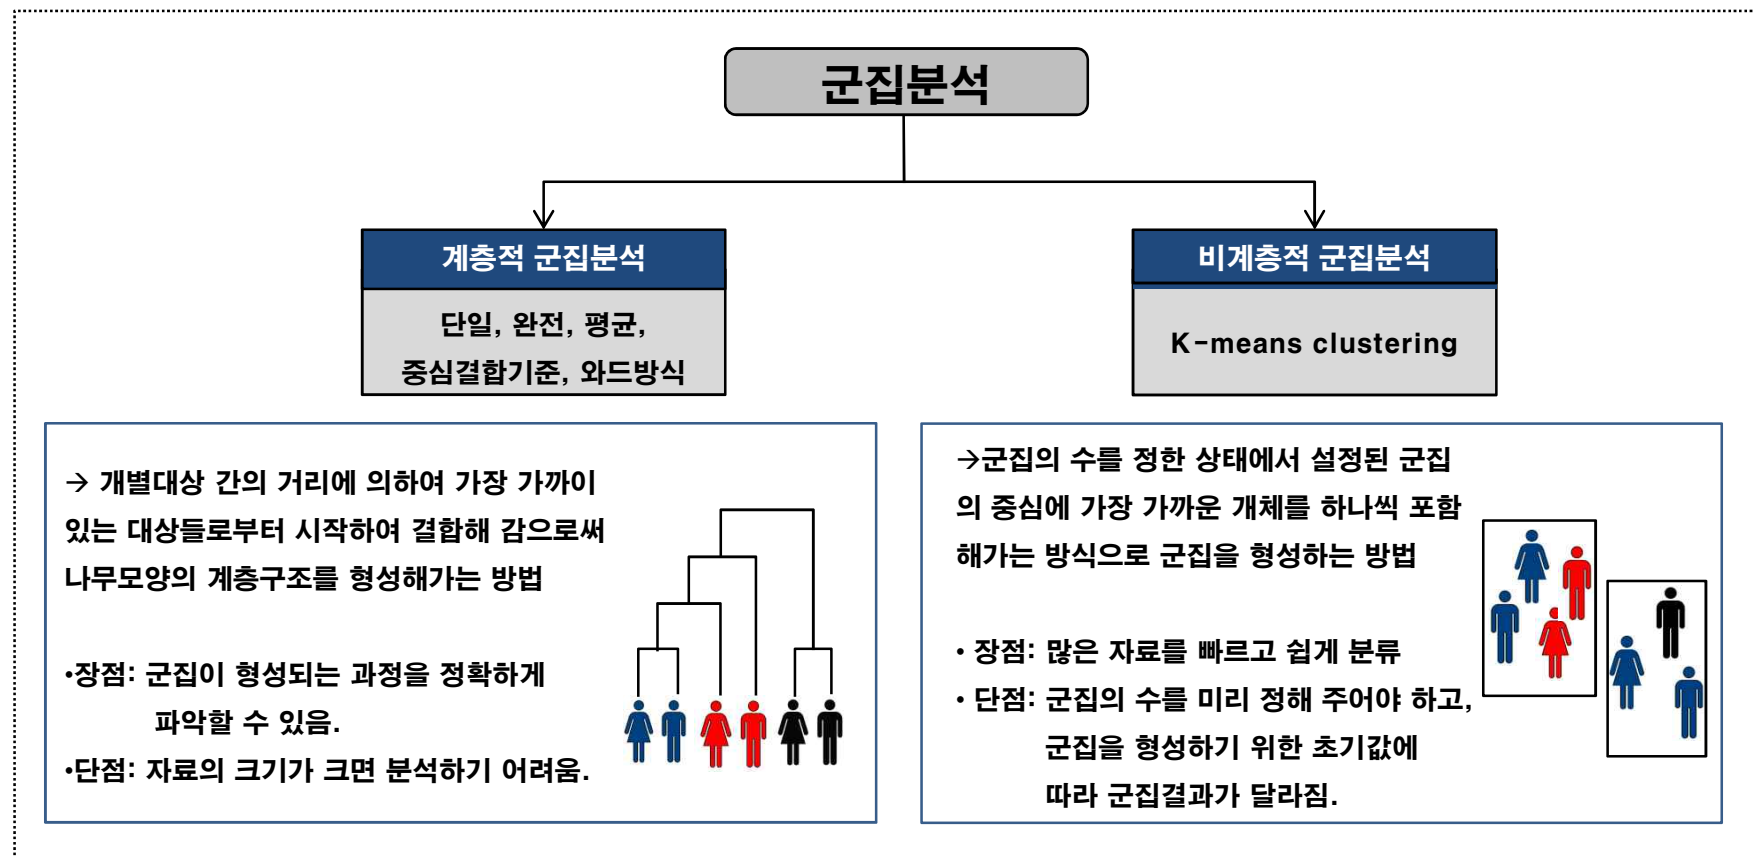 군집분석
계층적 군집분석
단일, 완전, 평균,
중심결합기준, 와드방식
→ 개별대상 간의 거리에 의하여 가장 가까이
있는 대상들로부터 시작하여 결합해 감으로써
나무모양의 계층구조를 형성해가는 방법
•장점: 군집이 형성되는 과정을 정확하게
파악할 수 있음.
•단점: 자료의 크기가 크면 분석하기 어려움.
비계층적 군집분석
K-means clustering
→군집의 수를 정한 상태에서 설정된 군집
의 중심에 가장 가까운 개체를 하나씩 포함
해가는 방식으로 군집을 형성하는 방법
• 장점: 많은 자료를 빠르고 쉽게 분류
• 단점: 군집의 수를 미리 정해 주어야 하고,
군집을 형성하기 위한 초기값에
따라 군집결과가 달라짐.